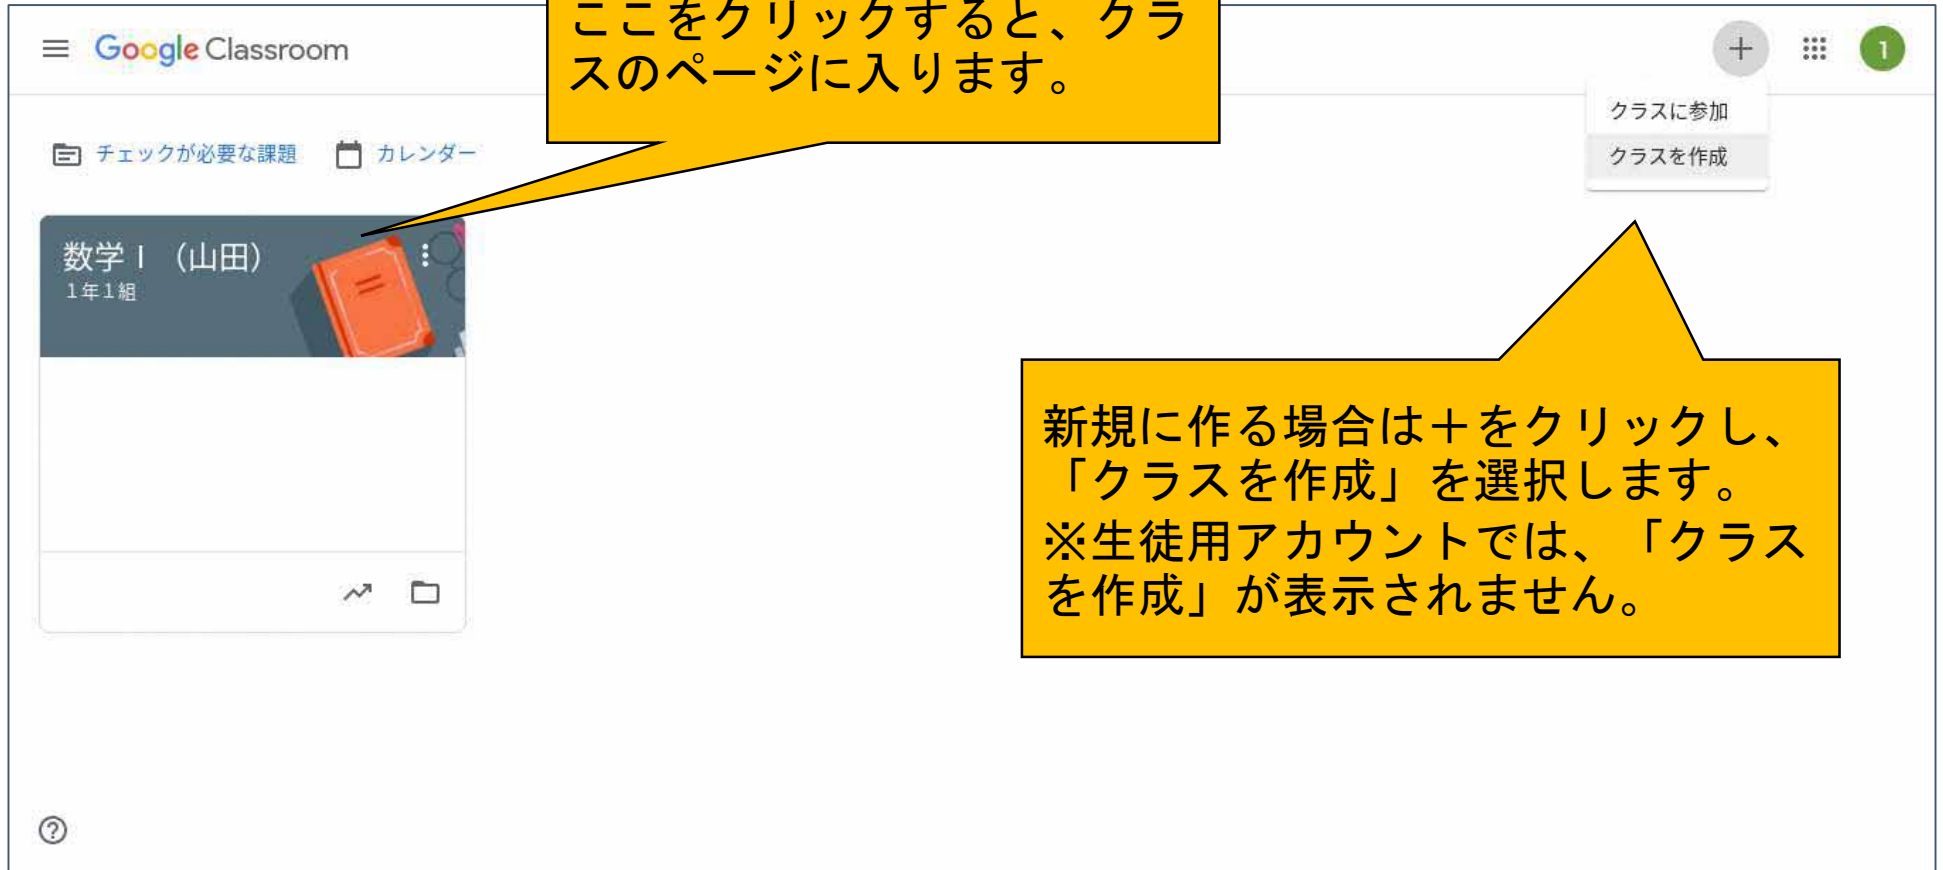 ここをクリックすると、クラ
スのページに入ります。
Google Classroom
1
クラスに参加
クラスを作成
チェックが必要な課題 カレンダー
数学Ⅰ（山田）
1年1組
新規に作る場合は＋をクリックし、
「クラスを作成」を選択します。
※生徒用アカウントでは、「クラス
を作成」が表示されません。